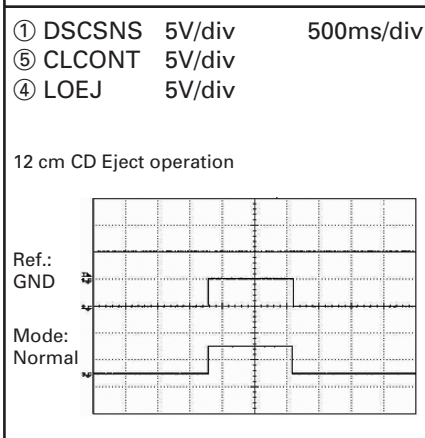 ① DSCSNS 5V/div 500ms/div
⑤ CLCONT 5V/div
④ LOEJ 5V/div
12 cm CD Eject operation
Ref.:
GND
Mode:
Normal